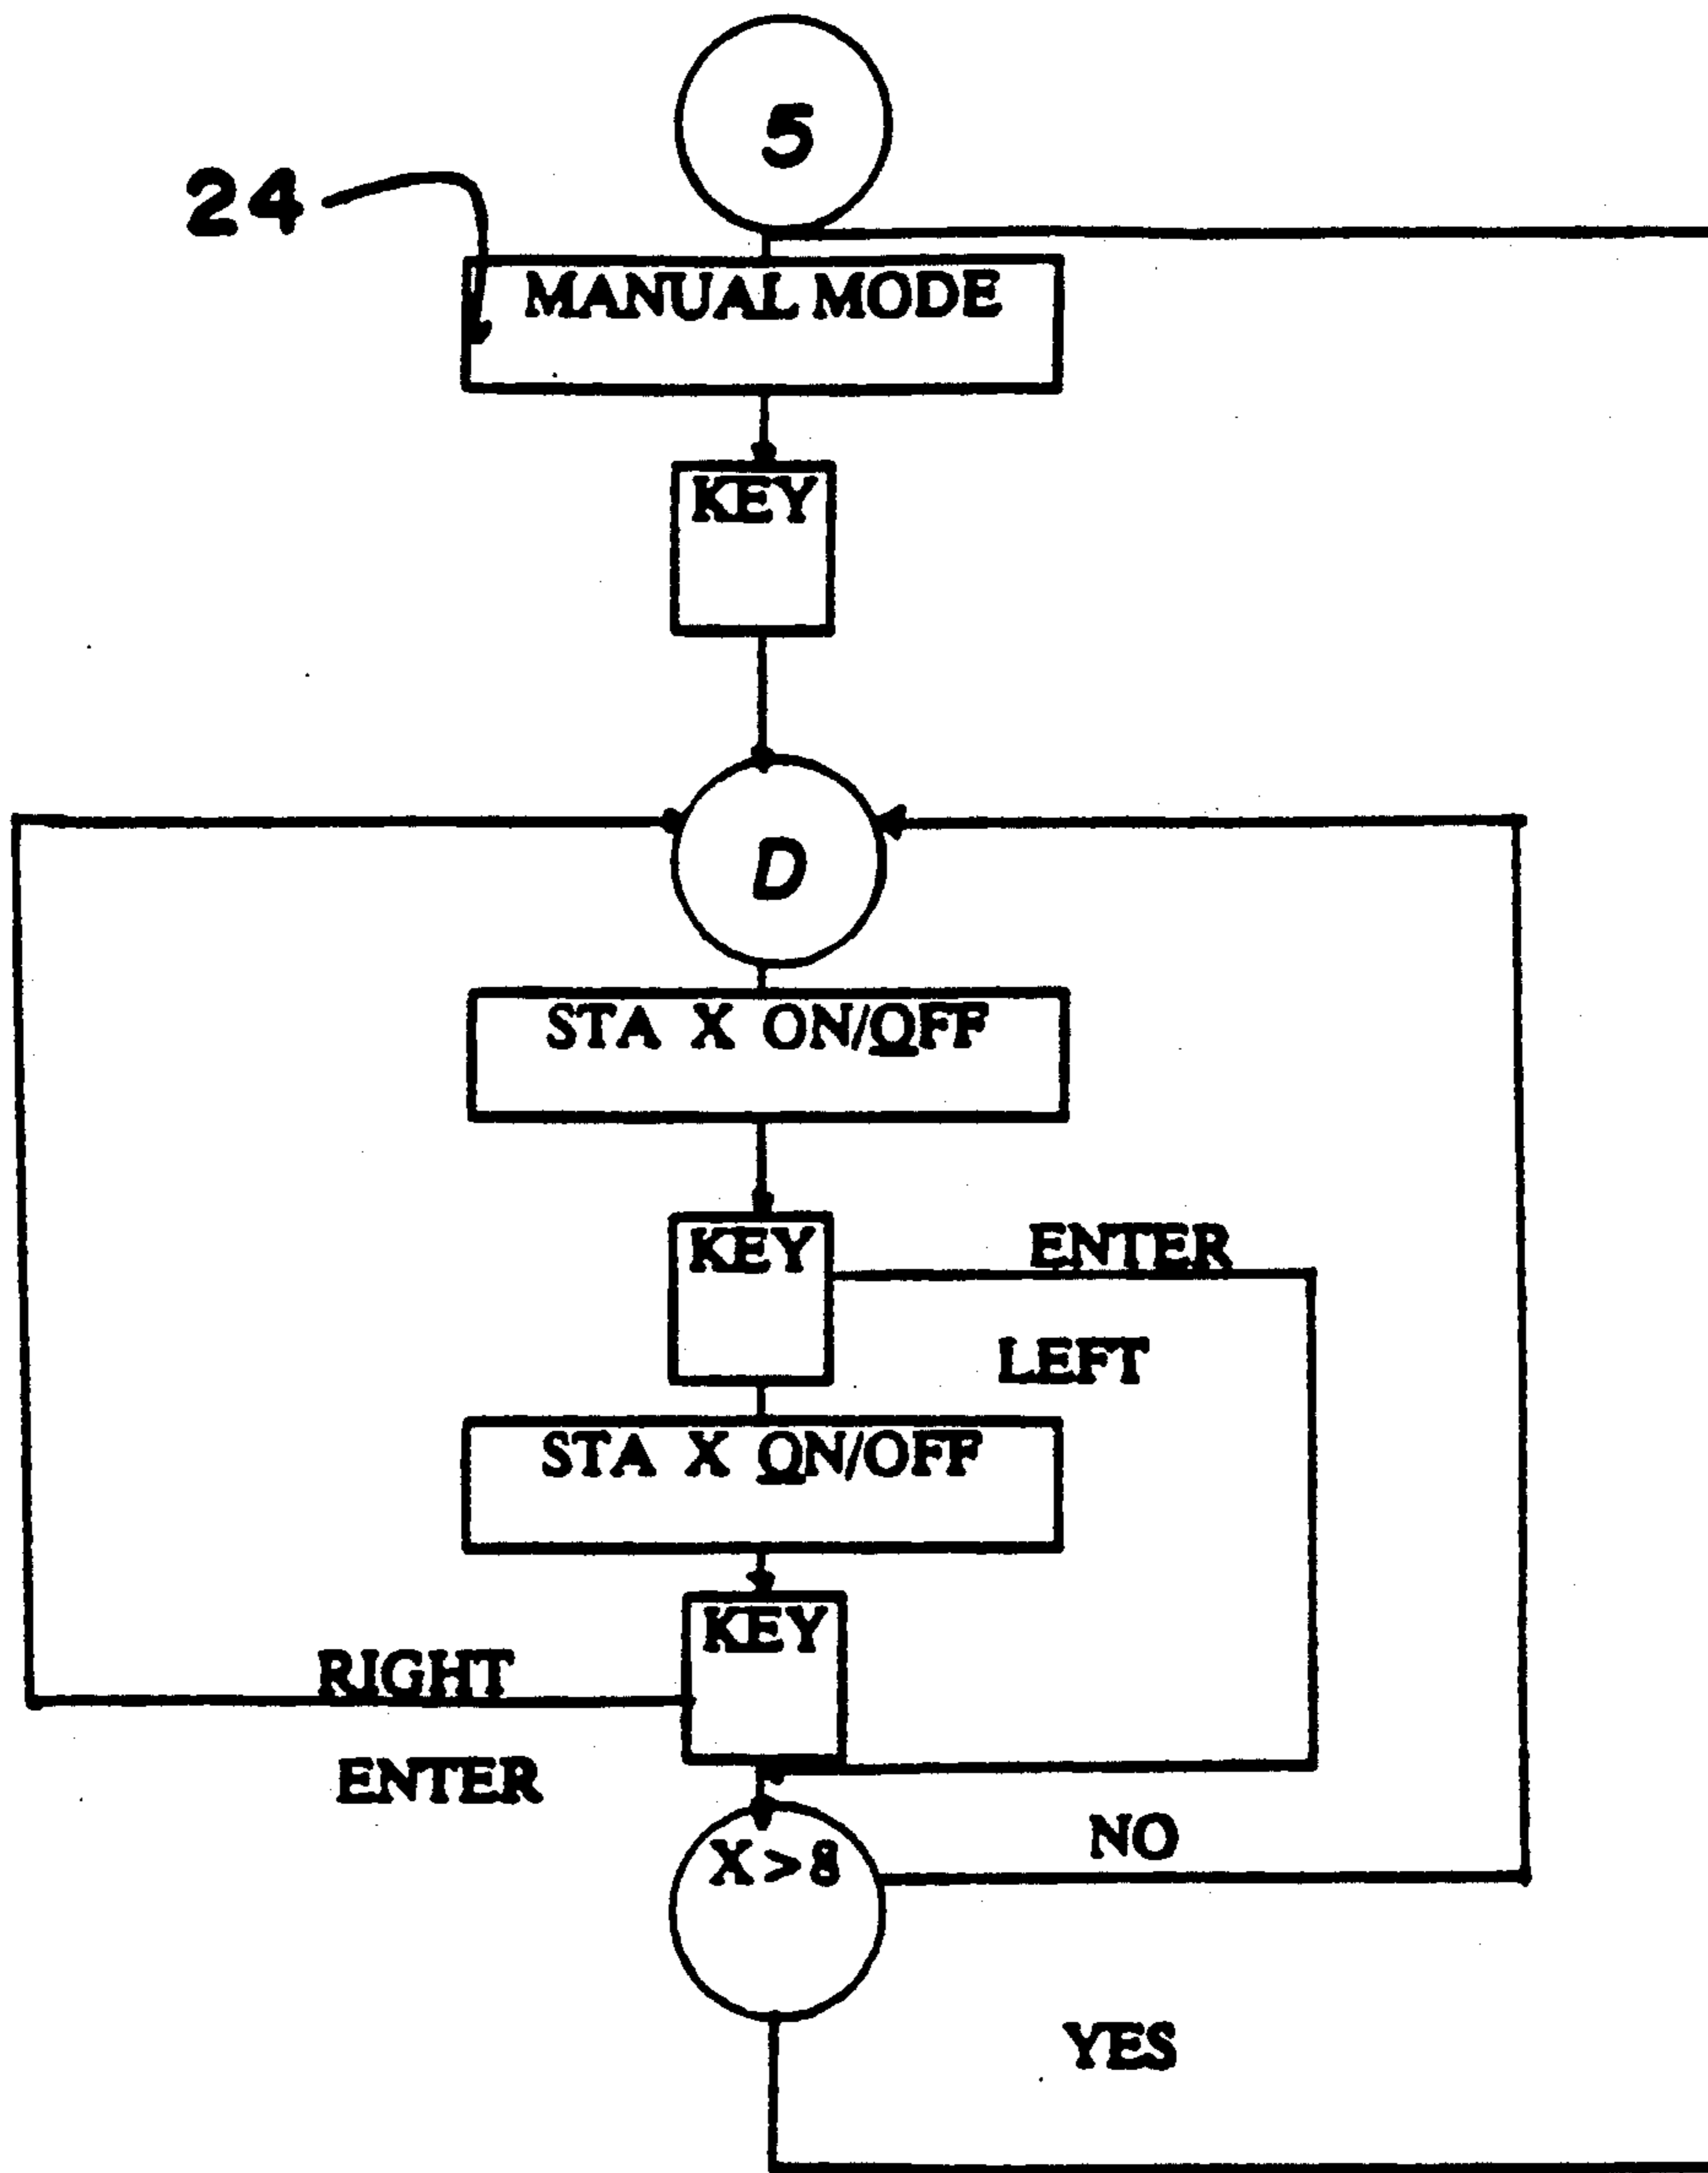 5
24
MANUAL MODE
KEY
D
STA X ON/OFF
KEY
ENTER
LEFT
STA X ON/OFF
KEY
RIGHT
ENTER
X>8
NO
YES